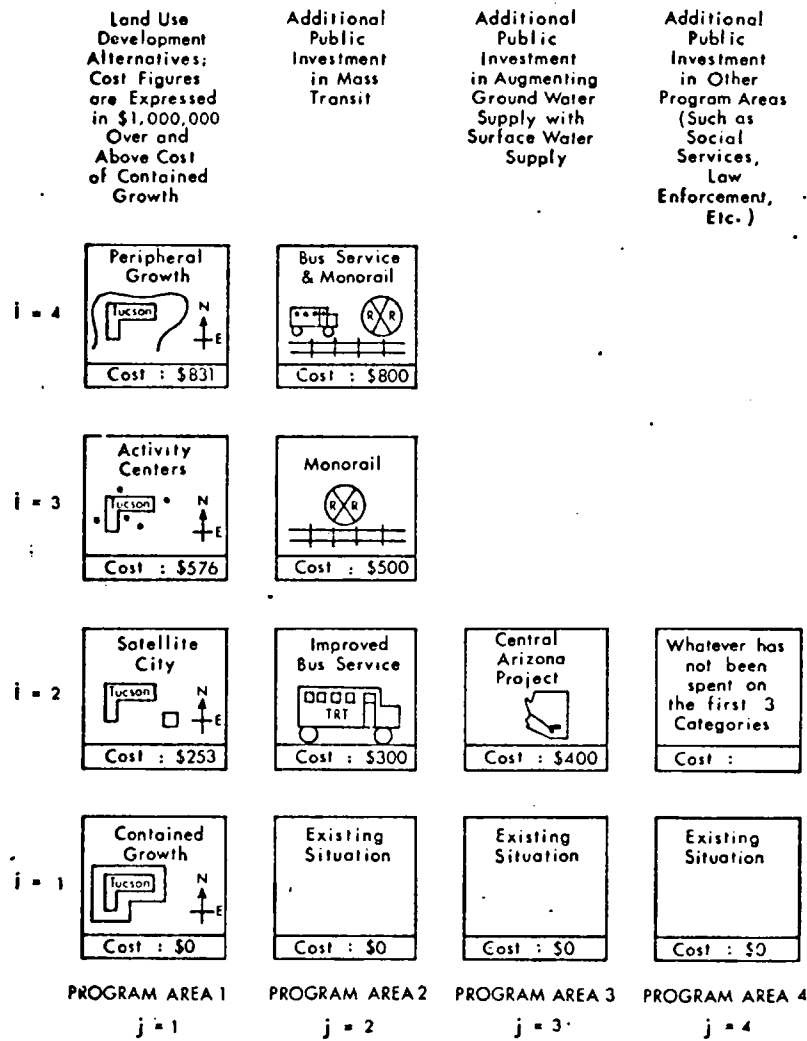 Land Use
Development
Alternatives;
Cost Figures
are Expressed
in $1,000,000
Over and
Above Cost
of Contained
Growth
Additional
Public
Investment
in Mass
Transit
Additional
Public
Investment
in Augmenting
Ground Water
Supply with
Surface Water
Supply
Additional
Public
Investment
in Other
Program Areas
(Such as
Social
Services,
Law
Enforcement,
Etc.)
i = 4
Peripheral
Growth
Tucson
N
E
Cost : $831
Bus Service
& Monorail
R R
Cost : $800
i = 3
Activity
Centers
Tucson
N
E
Cost : $576
Monorail
R R
Cost : $500
i = 2
Satellite
City
Tucson
N
E
Cost : $253
Improved
Bus Service
TRT
Cost : $300
Central
Arizona
Project
Cost : $400
Whatever has
not been
spent on
the first 3
Categories
Cost :
i = 1
Contained
Growth
Tucson
N
E
Cost : $0
Existing
Situation
Cost : $0
Existing
Situation
Cost : $0
Existing
Situation
Cost : $0
PROGRAM AREA 1
j = 1
PROGRAM AREA 2
j = 2
PROGRAM AREA 3
j = 3
PROGRAM AREA 4
j = 4